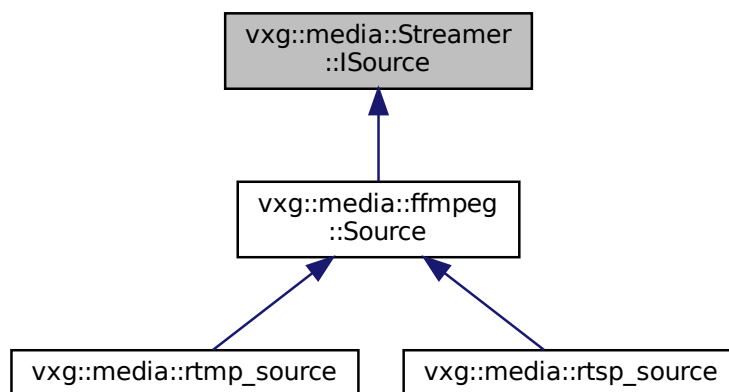 vxg::media::Streamer
::ISource
vxg::media::ffmpeg
::Source
vxg::media::rtmp_source
vxg::media::rtsp_source